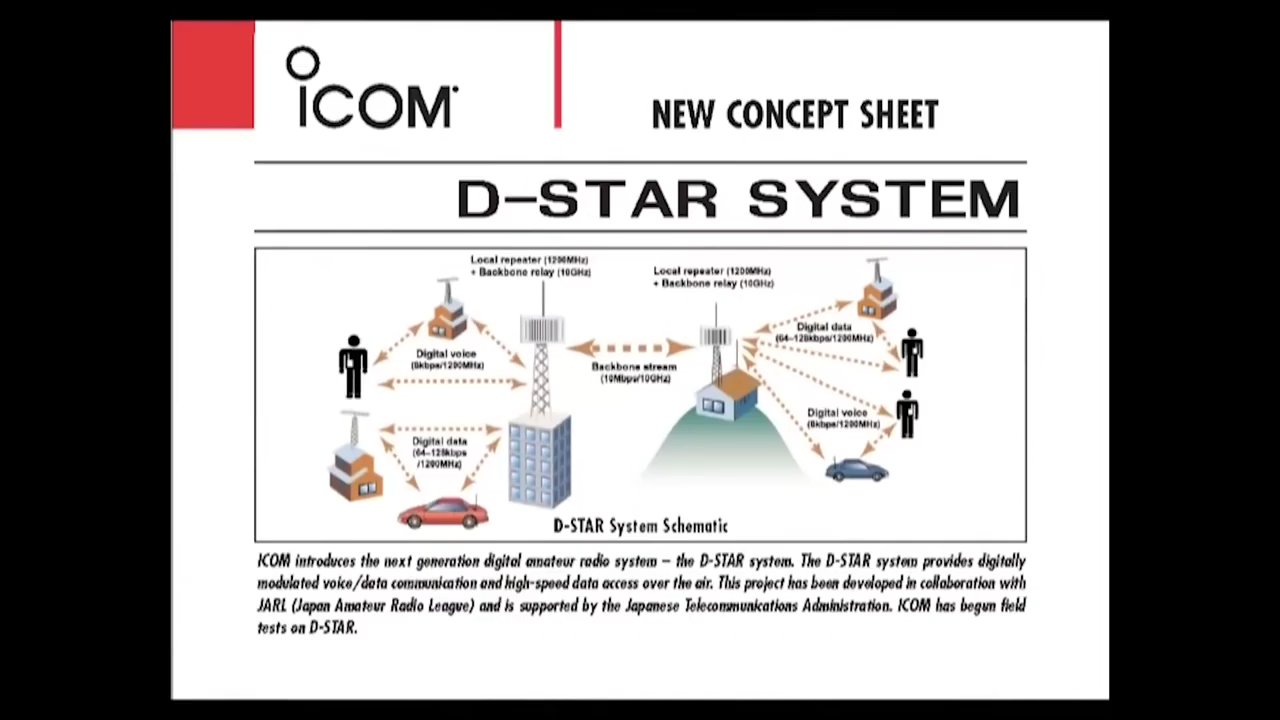 ICOM
NEW CONCEPT SHEET
D-STAR SYSTEM
Local repeater (1200MHz)
+ Backbone relay (10GHz)
Local repeater (1200MHz)
+ Backbone relay (10GHz)
Digital voice
(8kbps/1200MHz)
Backbone stream
(10Mbps/10GHz)
Digital data
(64–128kbps/1200MHz)
Digital data
(64–128kbps
/1200MHz)
Digital voice
(8kbps/1200MHz)
D-STAR System Schematic
ICOM introduces the next generation digital amateur radio system – the D-STAR system. The D-STAR system provides digitally
modulated voice/data communication and high-speed data access over the air. This project has been developed in collaboration with
JARL (Japan Amateur Radio League) and is supported by the Japanese Telecommunications Administration. ICOM has begun field
tests on D-STAR.